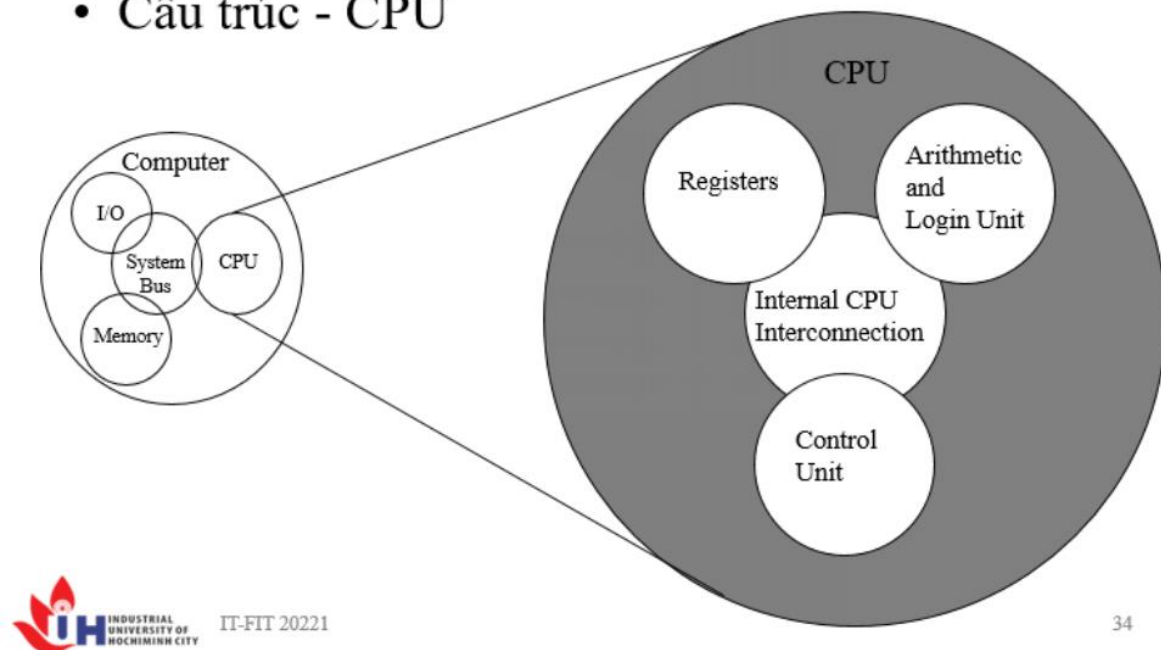 • Cấu trúc - CPU
Computer
I/O
System
Bus
CPU
Memory
CPU
Registers
Arithmetic
and
Login Unit
Internal CPU
Interconnection
Control
Unit
IUH
INDUSTRIAL
UNIVERSITY OF
HOCHIMINH CITY
IT-FIT 20221
34